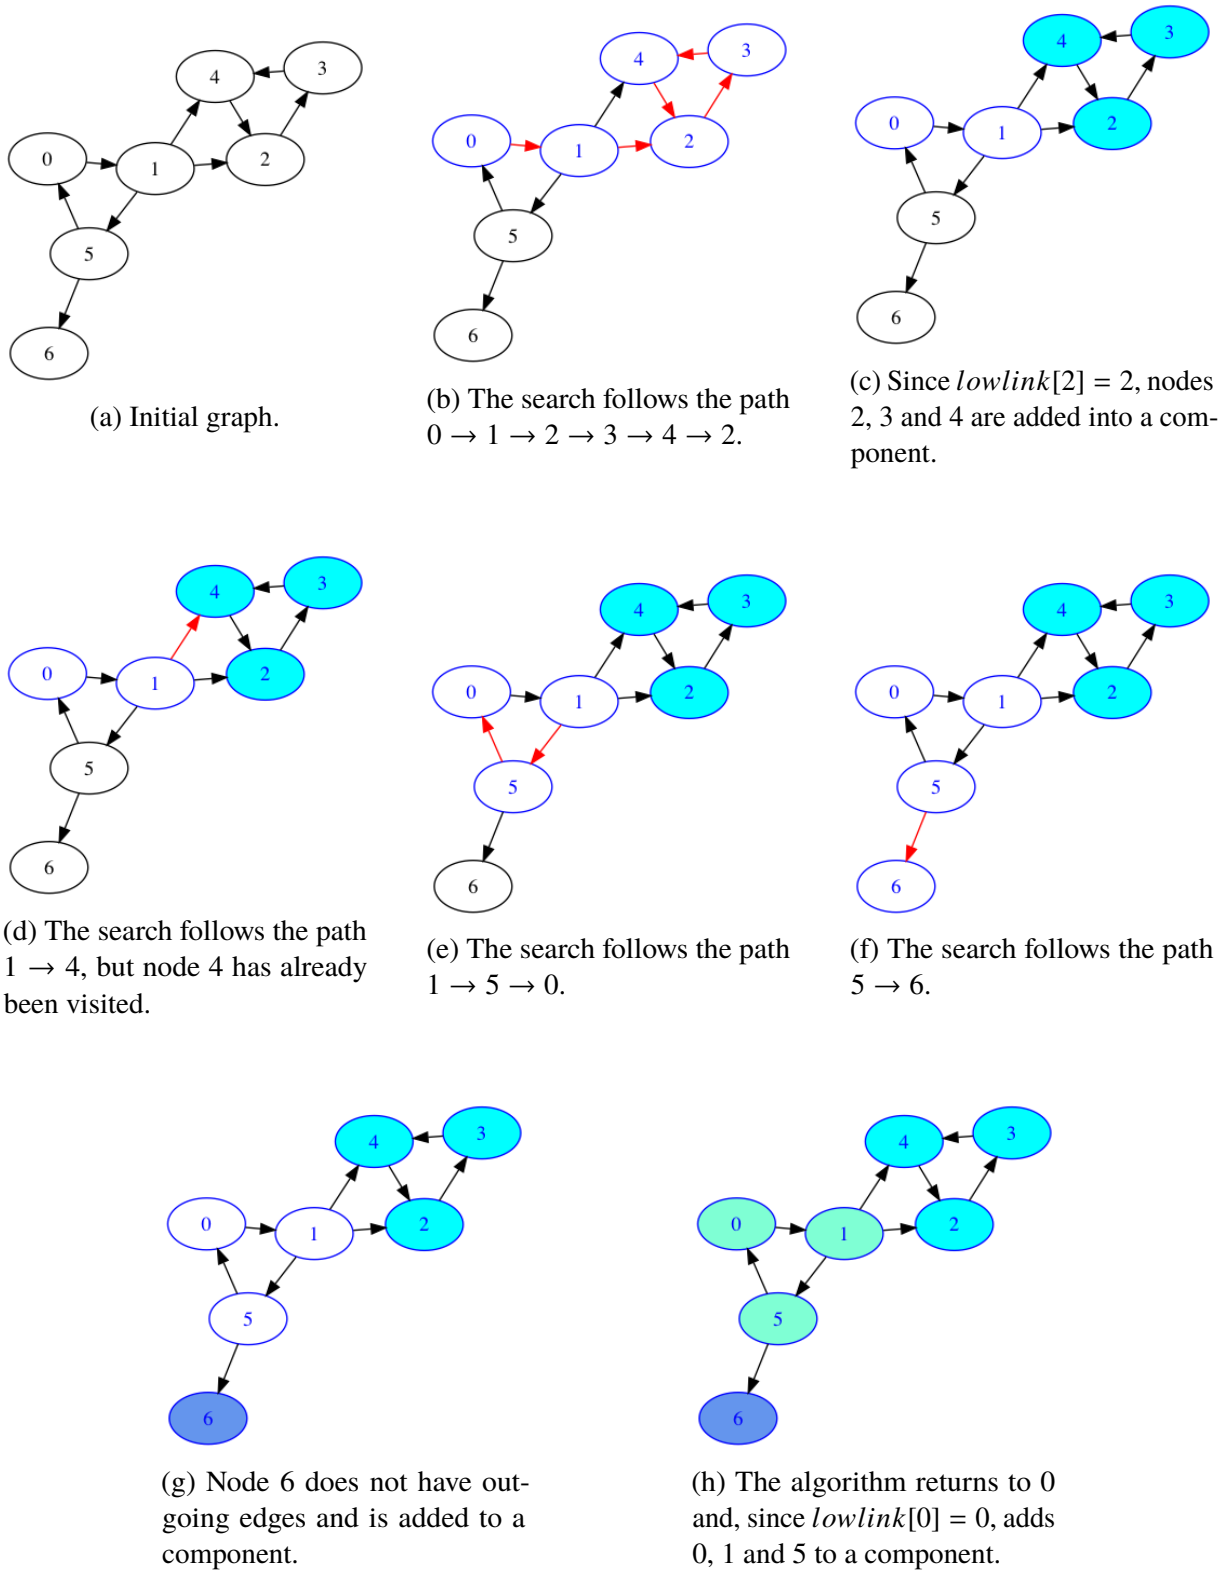 4
3
0
1
2
5
6
(a) Initial graph.
4
3
0
1
2
5
6
(b) The search follows the path
0 → 1 → 2 → 3 → 4 → 2.
4
3
0
1
2
5
6
(c) Since lowlink[2] = 2, nodes
2, 3 and 4 are added into a com-
ponent.
4
3
0
1
2
5
6
(d) The search follows the path
1 → 4, but node 4 has already
been visited.
4
3
0
1
2
5
6
(e) The search follows the path
1 → 5 → 0.
4
3
0
1
2
5
6
(f) The search follows the path
5 → 6.
4
3
0
1
2
5
6
(g) Node 6 does not have out-
going edges and is added to a
component.
4
3
0
1
2
5
6
(h) The algorithm returns to 0
and, since lowlink[0] = 0, adds
0, 1 and 5 to a component.